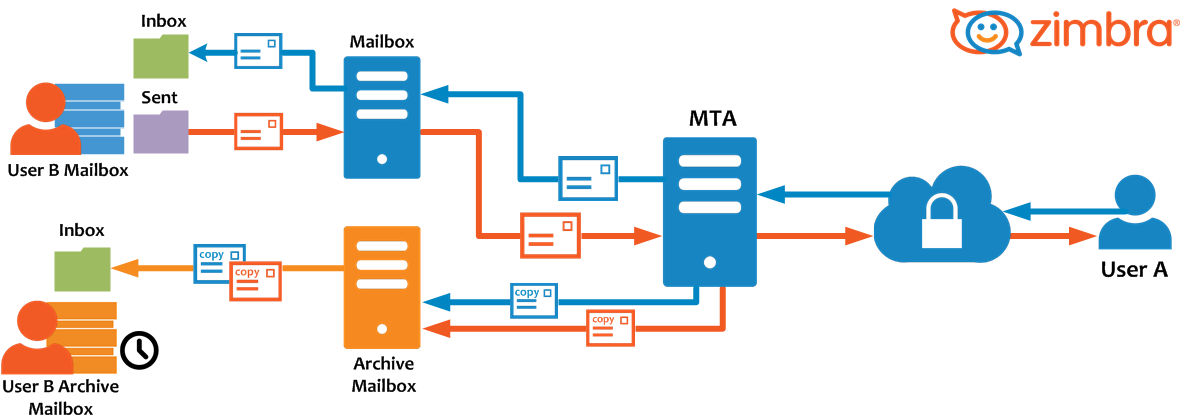 zimbra®
Inbox
Mailbox
Sent
User B Mailbox
MTA
User A
Inbox
copy
copy
copy
copy
Archive
Mailbox
User B Archive
Mailbox